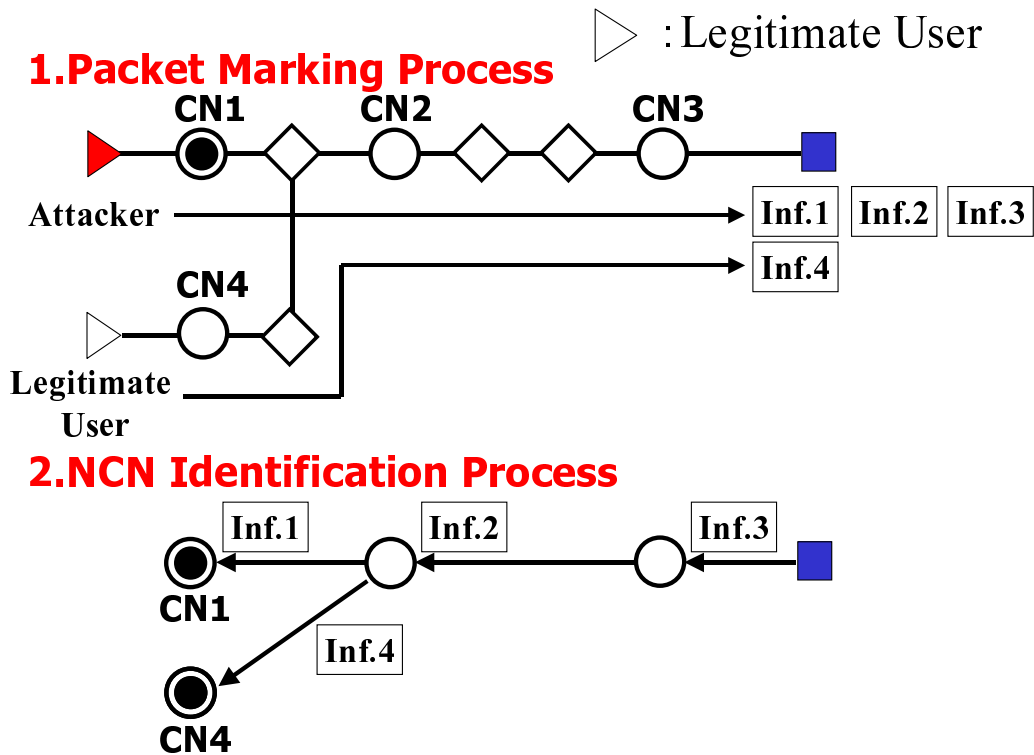 : Legitimate User
1.Packet Marking Process
CN1
CN2
CN3
Attacker
Inf.1
Inf.2
Inf.3
Inf.4
CN4
Legitimate
User
2.NCN Identification Process
Inf.1
Inf.2
Inf.3
CN1
Inf.4
CN4